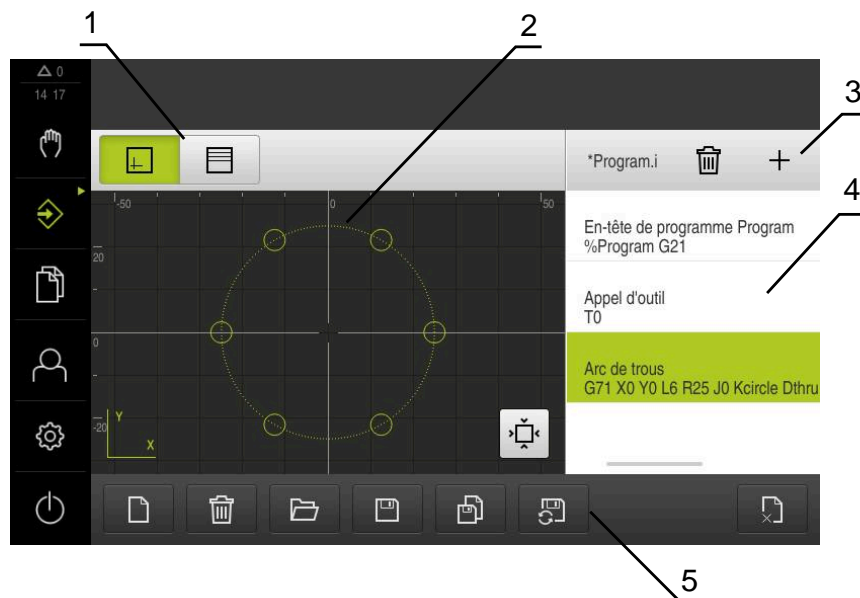 1
2
0
14 17
3
*Program.i
4
-50
0
50
En-tête de programme Program
%Program G21
20
Appel d'outil
T0
0
Arc de trous
G71 X0 Y0 L6 R25 J0 Kcircle Dthru
-20
Y
X
5